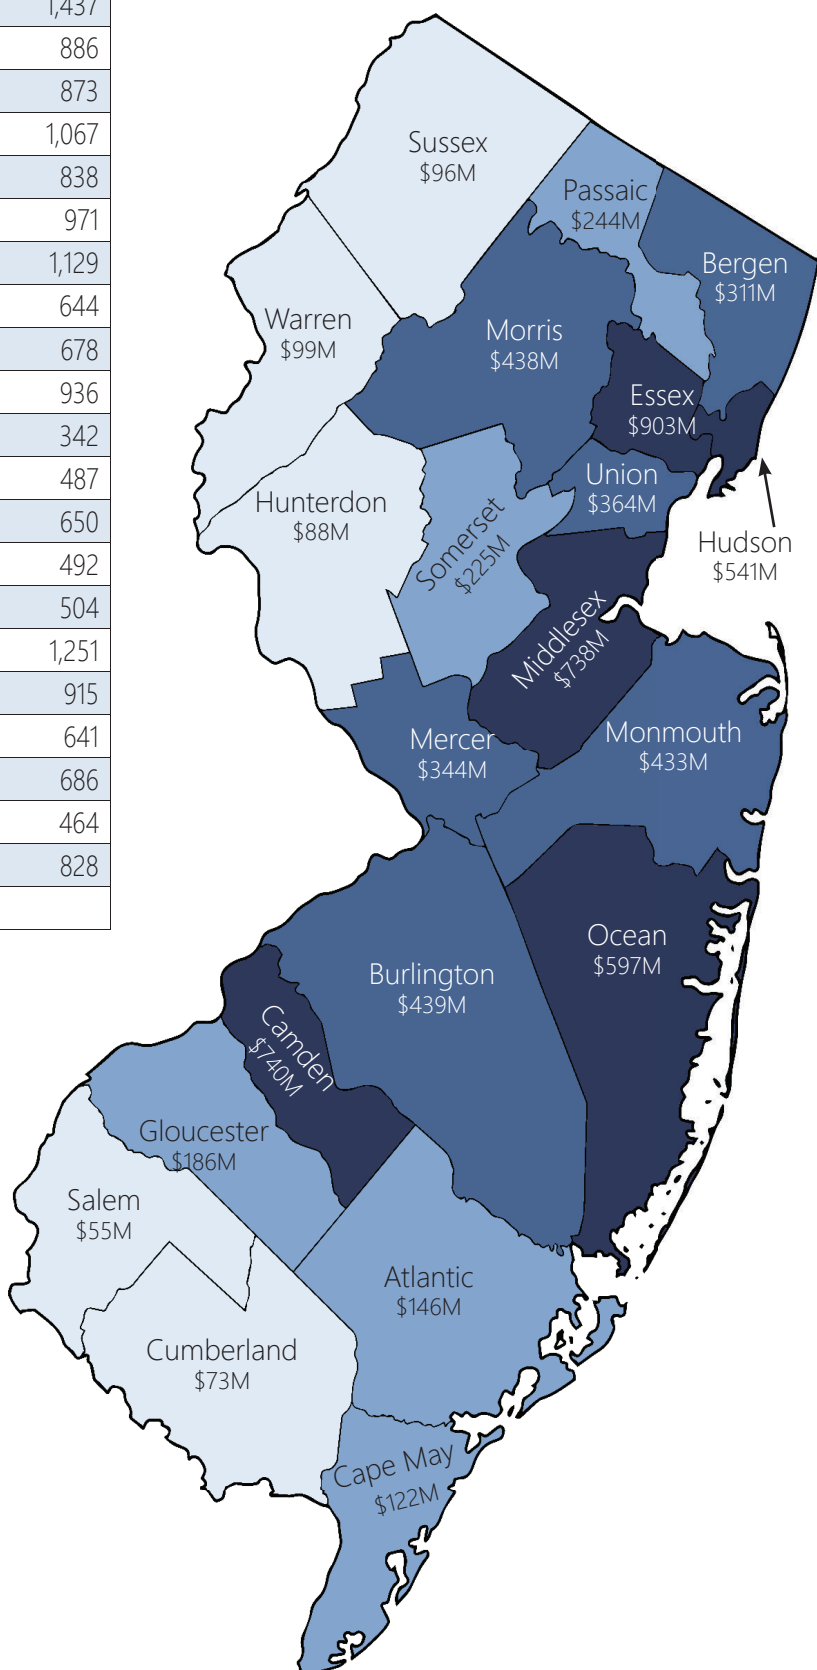 1,437
886
873
1,067
838
971
1,129
644
678
936
342
487
650
492
504
1,251
915
641
686
464
828
Sussex
$96M
Passaic
$244M
Bergen
$311M
Warren
$99M
Morris
$438M
Essex
$903M
Union
$364M
Hunterdon
$88M
Somerset
$225M
Hudson
$541M
Middlesex
$738M
Mercer
$344M
Monmouth
$433M
Ocean
$597M
Burlington
$439M
Camden
$740M
Gloucester
$186M
Salem
$55M
Atlantic
$146M
Cumberland
$73M
Cape May
$122M